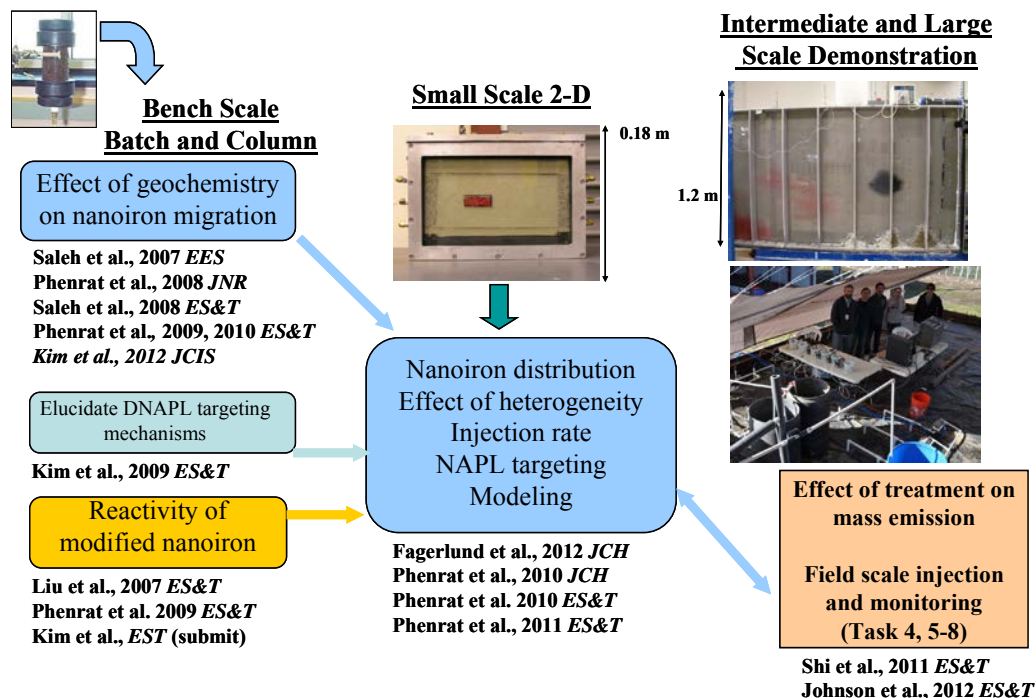 Bench Scale
Batch and Column
Effect of geochemistry
on nanoiron migration
Saleh et al., 2007 EES
Phenrat et al., 2008 JNR
Saleh et al., 2008 ES&T
Phenrat et al., 2009, 2010 ES&T
Kim et al., 2012 JCIS
Elucidate DNAPL targeting
mechanisms
Kim et al., 2009 ES&T
Reactivity of
modified nanoiron
Liu et al., 2007 ES&T
Phenrat et al. 2009 ES&T
Kim et al., EST (submit)
Small Scale 2-D
0.18 m
Nanoiron distribution
Effect of heterogeneity
Injection rate
NAPL targeting
Modeling
Fagerlund et al., 2012 JCH
Phenrat et al., 2010 JCH
Phenrat et al. 2010 ES&T
Phenrat et al., 2011 ES&T
Intermediate and Large
Scale Demonstration
1.2 m
Effect of treatment on
mass emission
Field scale injection
and monitoring
(Task 4, 5-8)
Shi et al., 2011 ES&T
Johnson et al., 2012 ES&T